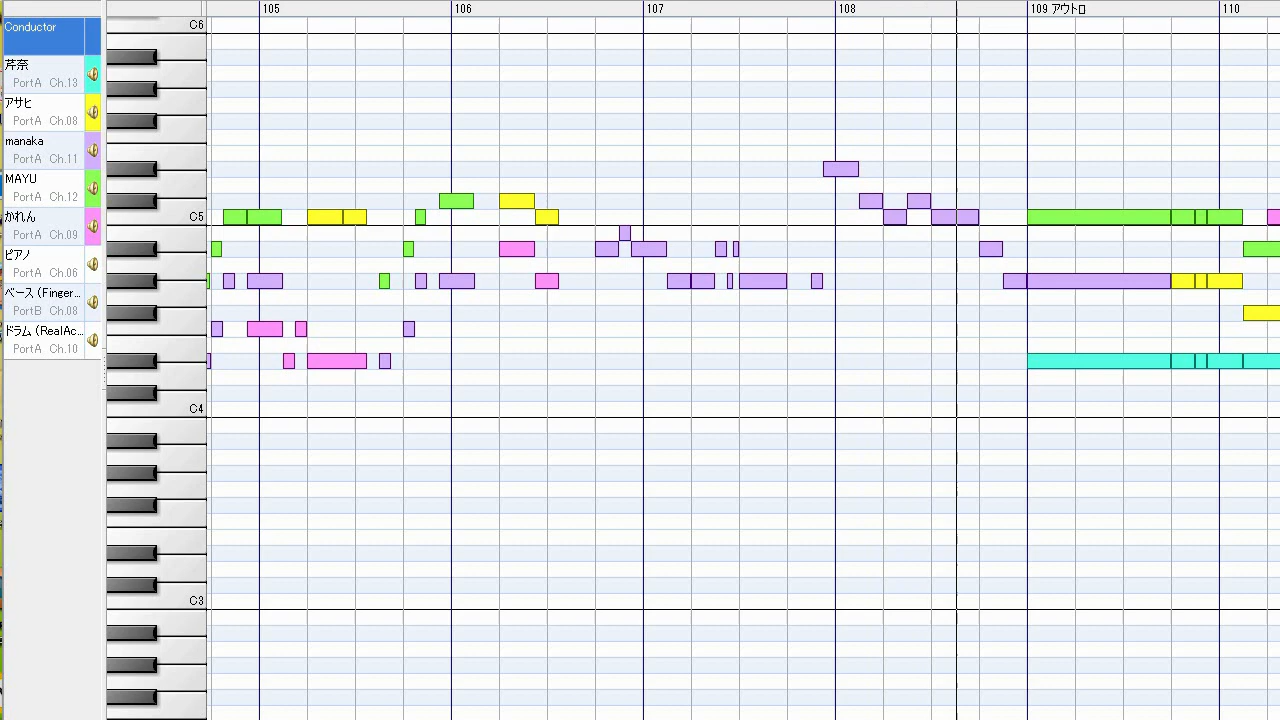 105 106 107 108 109 アウトロ 110
Conductor
芹奈
PortA Ch.13
アサヒ
PortA Ch.08
manaka
PortA Ch.11
MAYU
PortA Ch.12
かれん
PortA Ch.09
ピアノ
PortA Ch.06
ベース (Finger...
PortB Ch.08
ドラム (RealAc...
PortA Ch.10
C6
C5
C4
C3